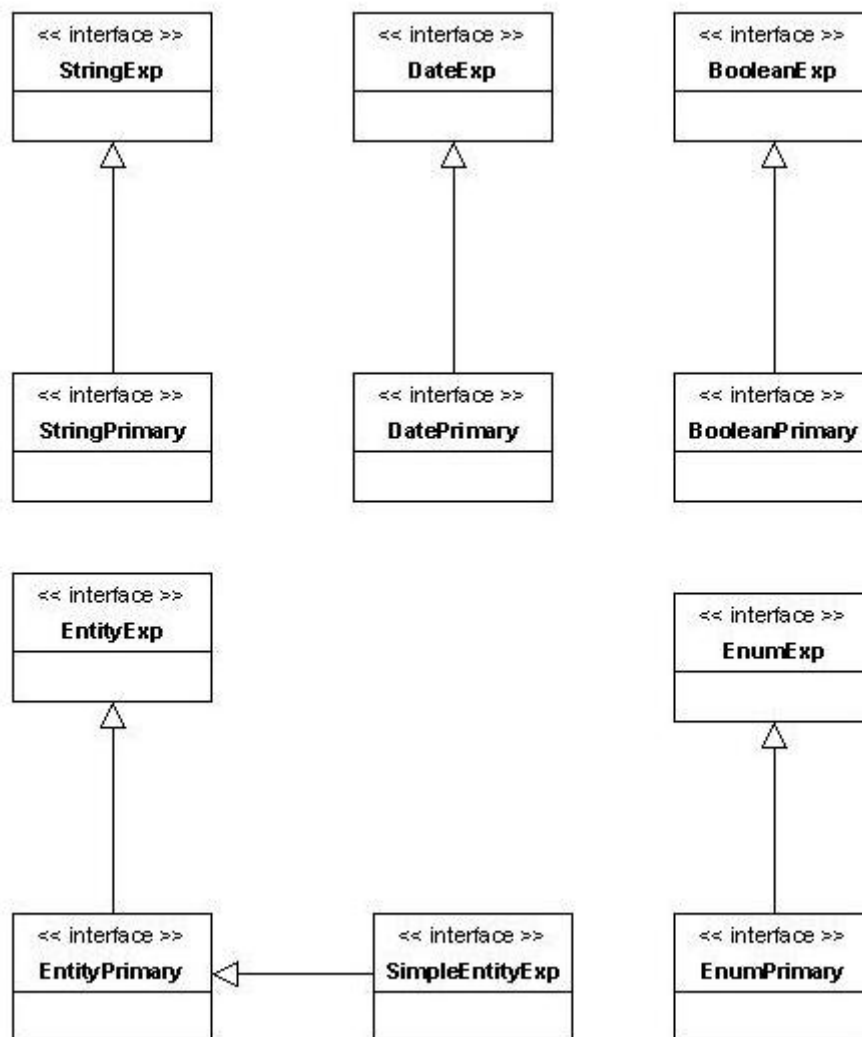 << interface >>
StringExp
<< interface >>
DateExp
<< interface >>
BooleanExp
<< interface >>
StringPrimary
<< interface >>
DatePrimary
<< interface >>
BooleanPrimary
<< interface >>
EntityExp
<< interface >>
EnumExp
<< interface >>
EntityPrimary
<< interface >>
SimpleEntityExp
<< interface >>
EnumPrimary